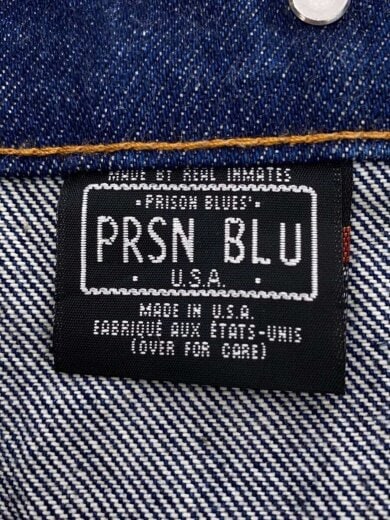 MADE BY REAL INMATES
· PRISON BLUES' ·
PRSN BLU
· U.S.A. ·
MADE IN U.S.A.
FABRIQUÉ AUX ÉTATS-UNIS
(OVER FOR CARE)